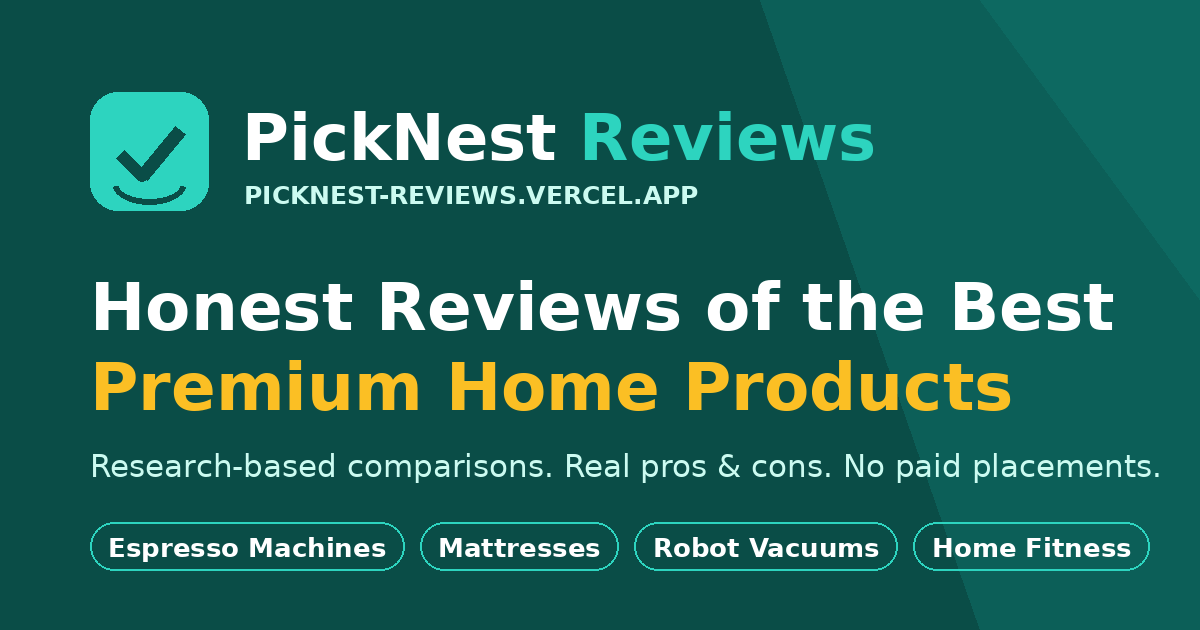 PickNest Reviews
PICKNEST-REVIEWS.VERCEL.APP
Honest Reviews of the Best
Premium Home Products
Research-based comparisons. Real pros & cons. No paid placements.
Espresso Machines Mattresses Robot Vacuums Home Fitness